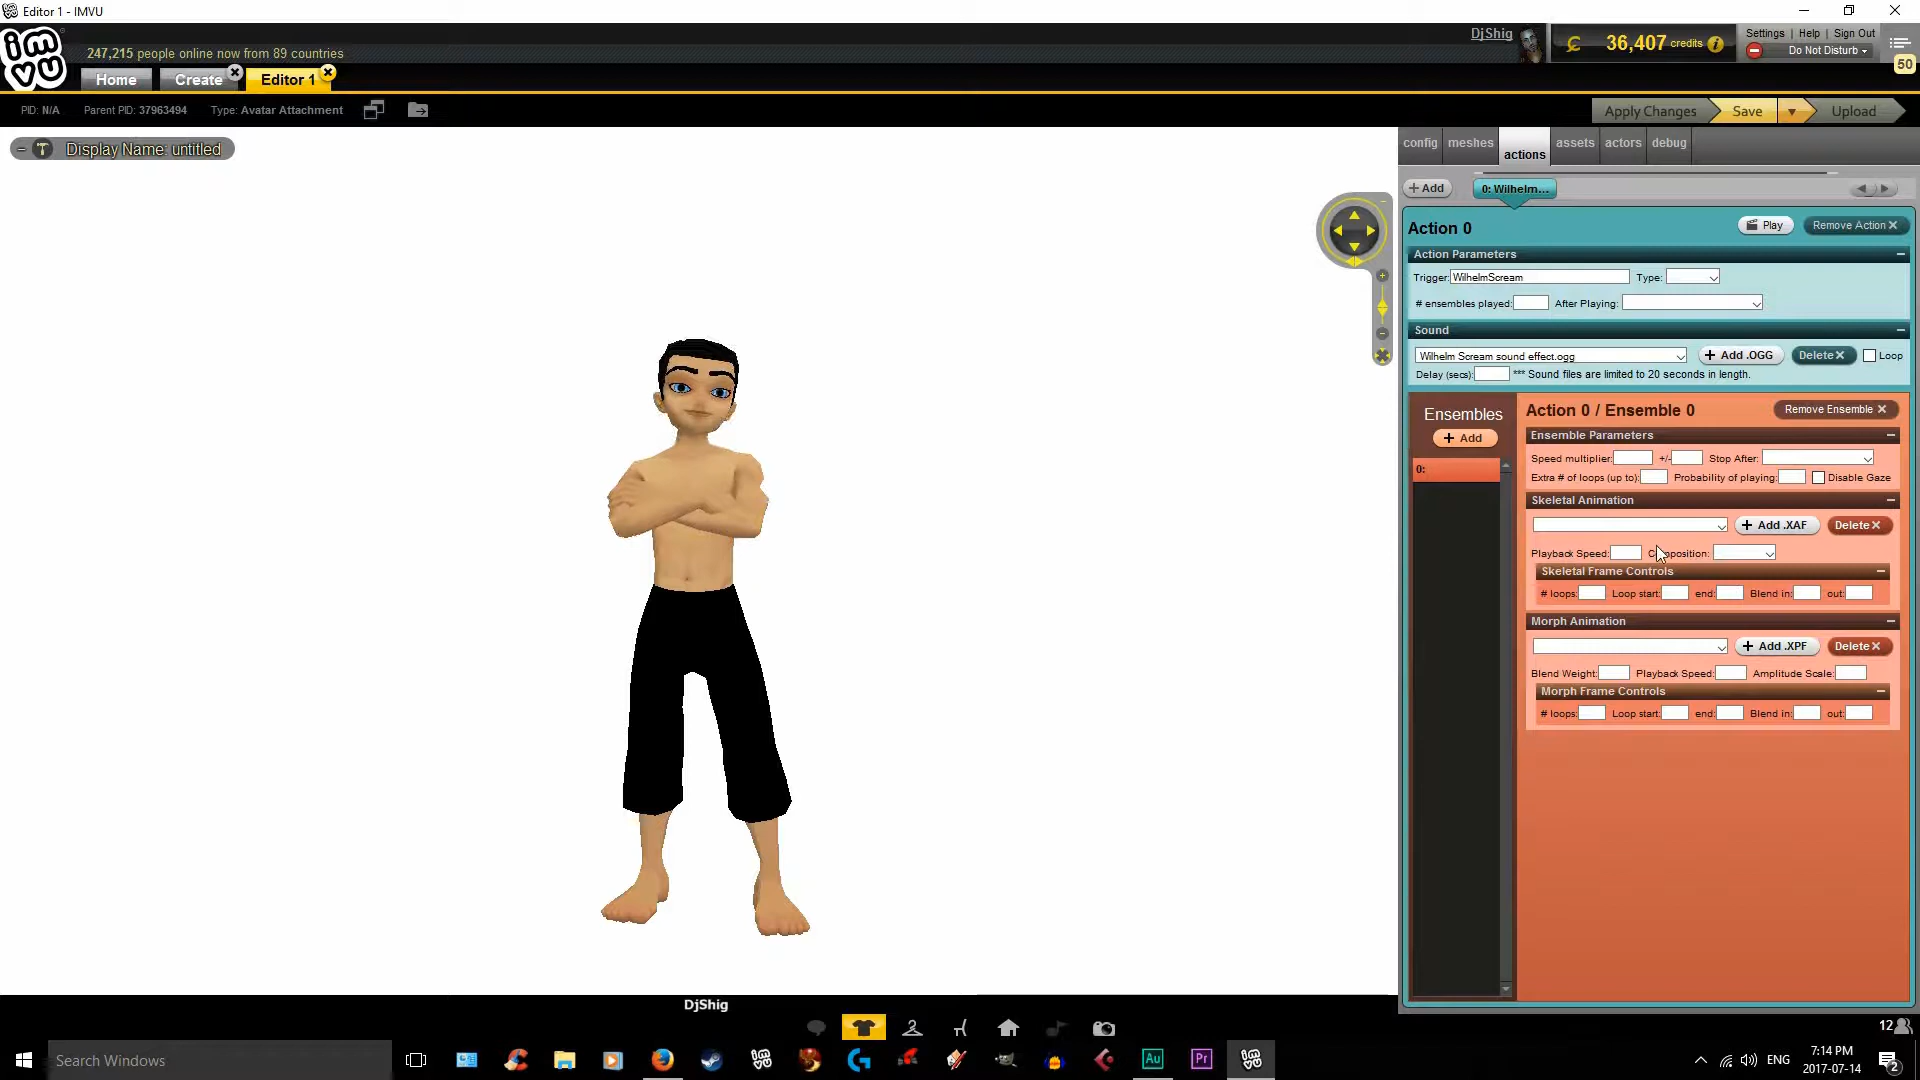 Editor 1 - IMVU
imvu
247,215 people online now from 89 countries
DjShig
36,407 credits
Settings | Help | Sign Out
Do Not Disturb
50
Home
Create
Editor 1
PID: N/A
Parent PID: 37963494
Type: Avatar Attachment
Apply Changes
Save
Upload
Display Name: untitled
config
meshes
actions
assets
actors
debug
+ Add
0: Wilhelm...
Action 0
Play
Remove Action X
Action Parameters
Trigger: WilhelmScream
Type:
# ensembles played:
After Playing:
Sound
Wilhelm Scream sound effect.ogg
+ Add .OGG
Delete X
Loop
Delay (secs):
*** Sound files are limited to 20 seconds in length.
Ensembles
+ Add
0:
Action 0 / Ensemble 0
Remove Ensemble X
Ensemble Parameters
Speed multiplier:
+/-
Stop After:
Extra # of loops (up to):
Probability of playing:
Disable Gaze
Skeletal Animation
+ Add .XAF
Delete X
Playback Speed:
Skeletal Frame Controls
# loops:
Loop start:
end:
Blend in:
out:
Morph Animation
+ Add .XPF
Delete X
Blend Weight:
Playback Speed:
Amplitude Scale:
Morph Frame Controls
# loops:
Loop start:
end:
Blend in:
out:
DjShig
12
Search Windows
imvu
Au
Pr
imvu
ENG
7:14 PM
2017-07-14
2